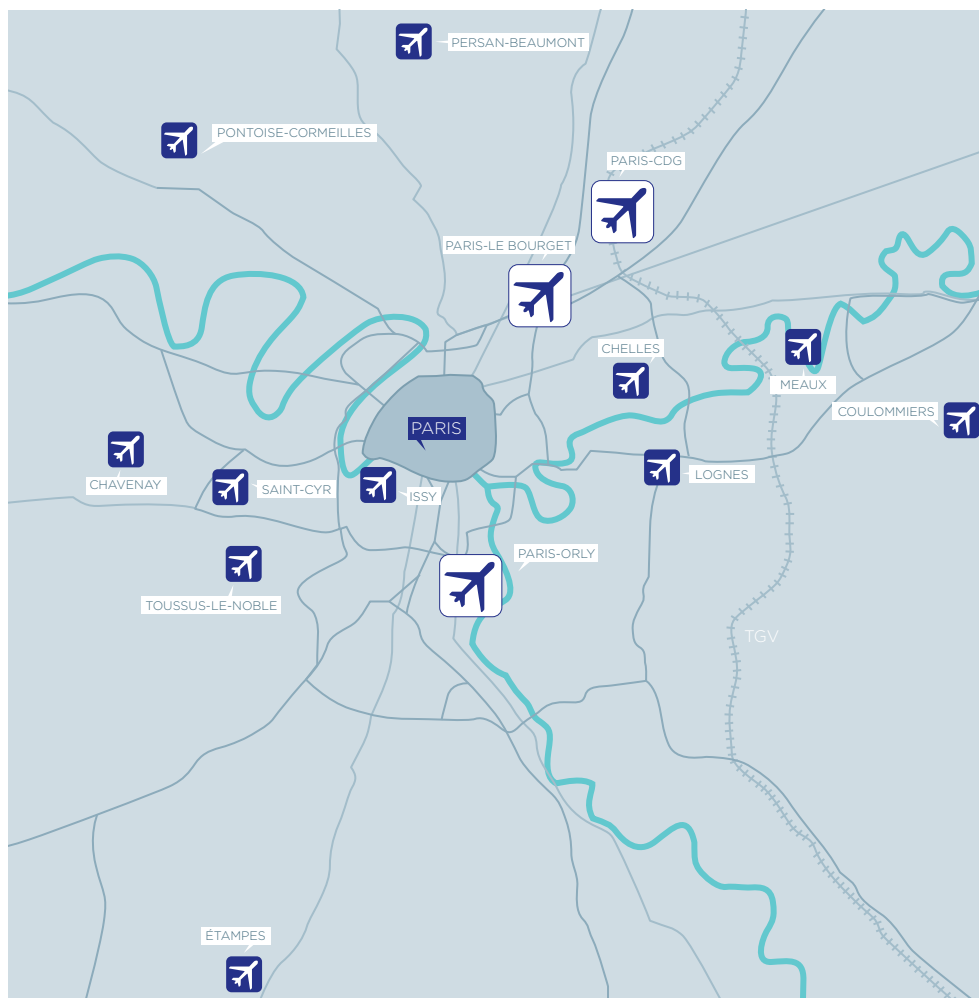 PERSAN-BEAUMONT
PONTOISE-CORMEILLES
PARIS-CDG
PARIS-LE BOURGET
CHELLES
MEAUX
COULOMMIERS
PARIS
CHAVENAY
SAINT-CYR
ISSY
LOGNES
PARIS-ORLY
TOUSSUS-LE-NOBLE
TGV
ÉTAMPES